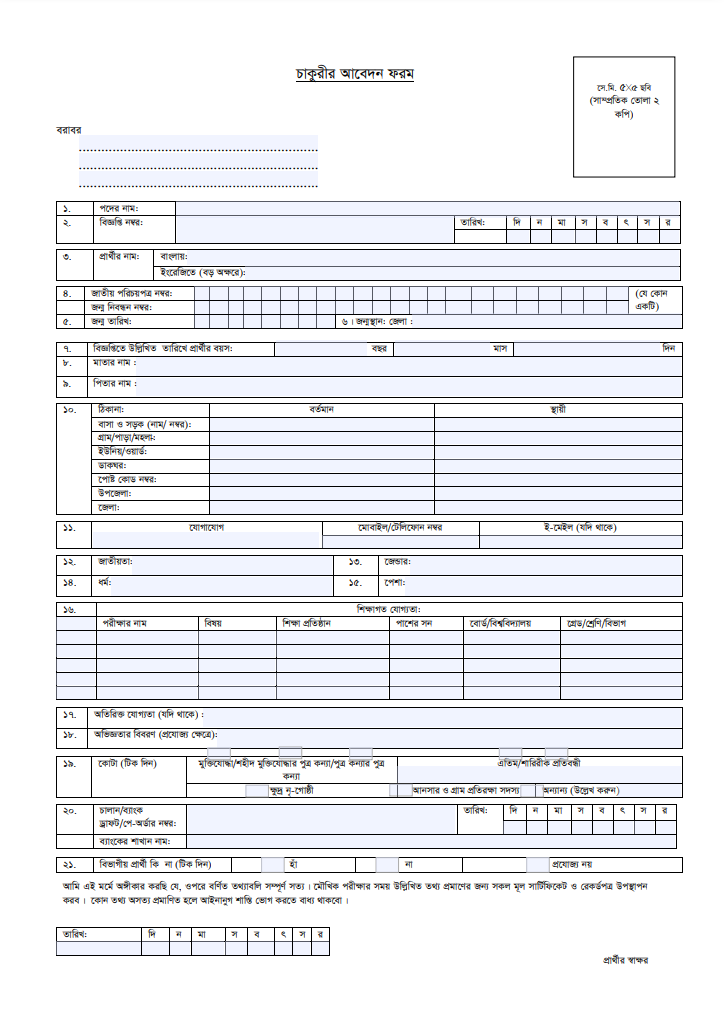 চাকুরীর আবেদন ফরম
সে.মি. ৫X৫ ছবি
(সাম্প্রতিক তোলা ২
কপি)
বরাবর
.................................................................
.................................................................
.................................................................
১. পদের নাম:
২. বিজ্ঞপ্তি নম্বর: তারিখ: দি ন মা স ব ৎ স র
৩. প্রার্থীর নাম: বাংলায়:
ইংরেজিতে (বড় অক্ষরে):
৪. জাতীয় পরিচয়পত্র নম্বর: (যে কোন
জন্ম নিবন্ধন নম্বর: একটি)
৫. জন্ম তারিখ: ৬। জন্মস্থান: জেলা :
৭. বিজ্ঞপ্তিতে উল্লিখিত তারিখে প্রার্থীর বয়স: বছর মাস দিন
৮. মাতার নাম :
৯. পিতার নাম :
১০. ঠিকানা: বর্তমান স্থায়ী
বাসা ও সড়ক (নাম/ নম্বর):
গ্রাম/পাড়া/মহলা:
ইউনিয়/ওয়ার্ড:
ডাকঘর:
পোষ্ট কোড নম্বর:
উপজেলা:
জেলা:
১১. যোগাযোগ মোবাইল/টেলিফোন নম্বর ই-মেইল (যদি থাকে)
১২. জাতীয়তা: ১৩. জেন্ডার:
১৪. ধর্ম: ১৫. পেশা:
১৬. শিক্ষাগত যোগ্যতা:
পরীক্ষার নাম বিষয় শিক্ষা প্রতিষ্ঠান পাশের সন বোর্ড/বিশ্ববিদ্যালয় গ্রেড/শ্রেণি/বিভাগ
১৭. অতিরিক্ত যোগ্যতা (যদি থাকে) :
১৮. অভিজ্ঞতার বিবরণ (প্রযোজ্য ক্ষেত্রে):
১৯. কোটা (টিক দিন) মুক্তিযোদ্ধা/শহীদ মুক্তিযোদ্ধার পুত্র কন্যা/পুত্র কন্যার পুত্র এতিম/শারিরীক প্রতিবন্ধী
কন্যা
ক্ষুদ্র নৃ-গোষ্ঠী আনসার ও গ্রাম প্রতিরক্ষা সদস্য অন্যান্য (উল্লেখ করুন)
২০. চালান/ব্যাংক তারিখ: দি ন মা স ব ৎ স র
ড্রাফট/পে-অর্ডার নম্বর:
ব্যাংকের শাখান নাম:
২১. বিভাগীয় প্রার্থী কি না (টিক দিন) হাঁ না প্রযোজ্য নয়
আমি এই মর্মে অঙ্গীকার করছি যে, ওপরে বর্ণিত তথ্যাবলি সম্পূর্ণ সত্য । মৌখিক পরীক্ষার সময় উল্লিখিত তথ্য প্রমাণের জন্য সকল মূল সার্টিফিকেট ও রেকর্ডপত্র উপস্থাপন
করব । কোন তথ্য অসত্য প্রমাণিত হলে আইনানুগ শাস্তি ভোগ করতে বাধ্য থাকবো ।
তারিখ: দি ন মা স ব ৎ স র
প্রার্থীর স্বাক্ষর